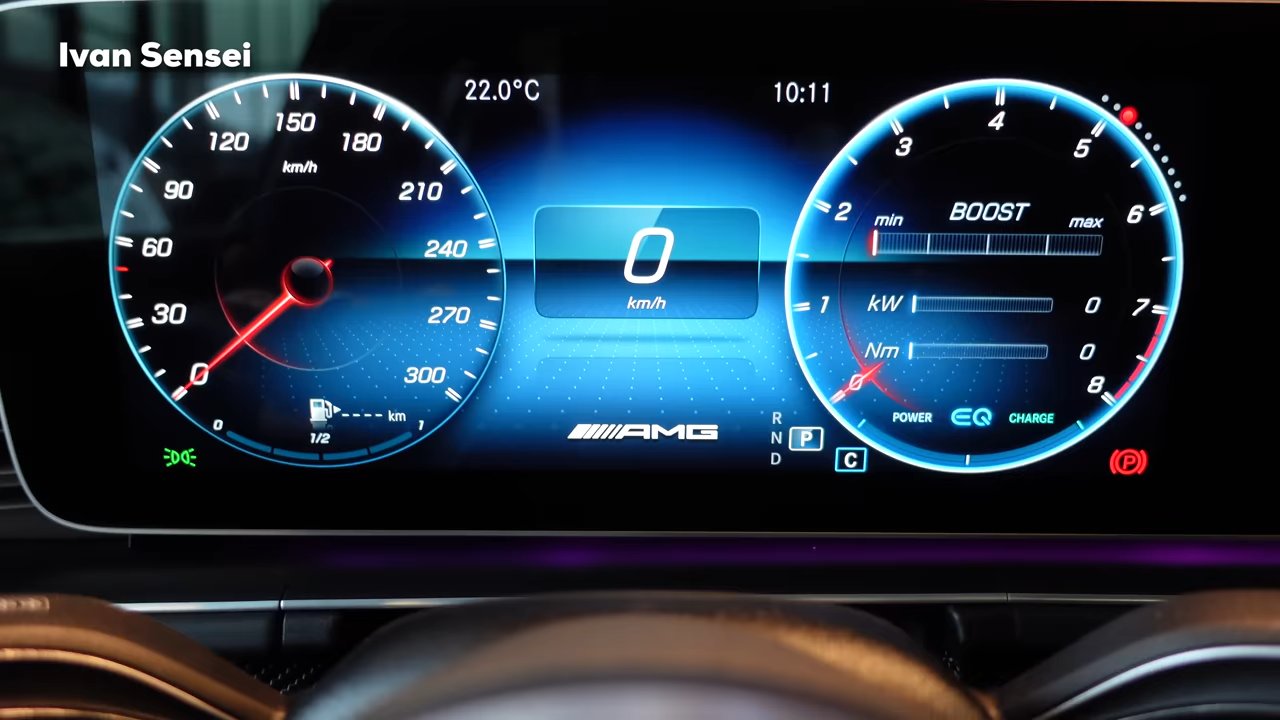 Ivan Sensei
22.0°C
10:11
0
30
60
90
120
150
180
210
240
270
300
km/h
0
1/2
1
----- km
0
km/h
AMG
R
N
D
P
C
0
1
2
3
4
5
6
7
8
BOOST
min
max
kW
0
Nm
0
POWER
EQ
CHARGE
P